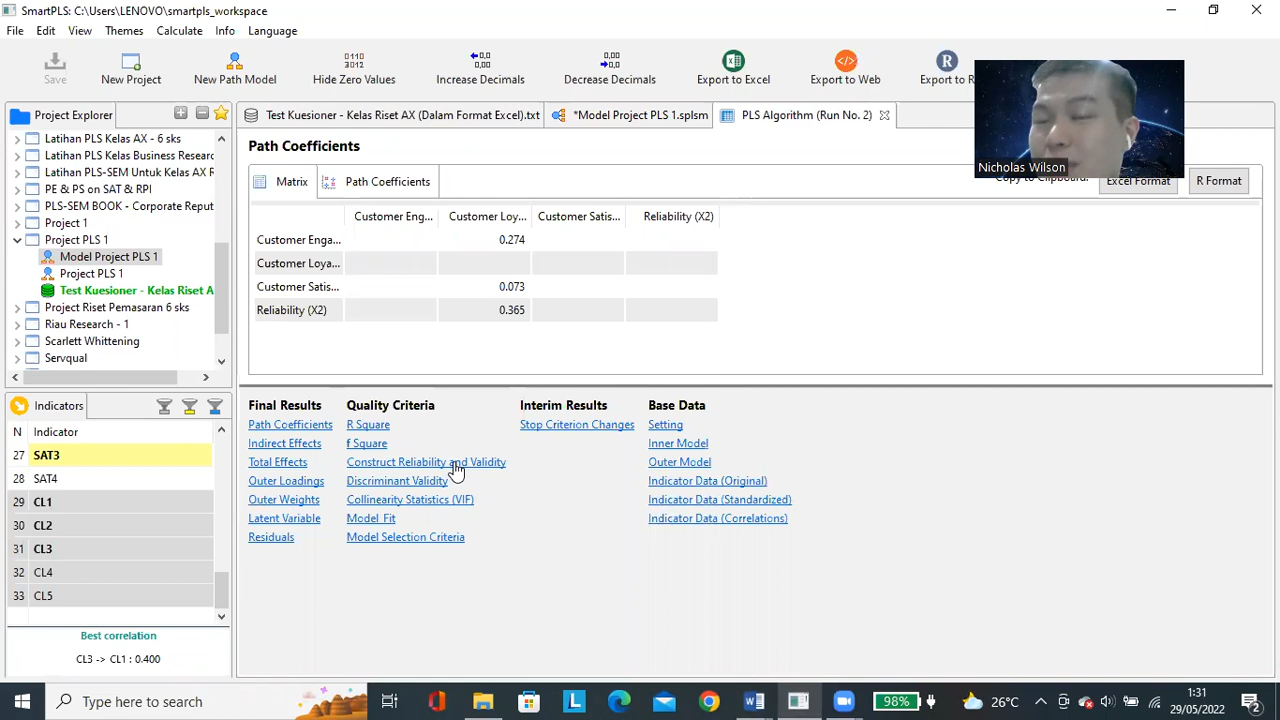 SmartPLS: C:\Users\LENOVO\smartpls_workspace
File Edit View Themes Calculate Info Language
Save New Project New Path Model Hide Zero Values Increase Decimals Decrease Decimals Export to Excel Export to Web Export to R
Project Explorer
Test Kuesioner - Kelas Riset AX (Dalam Format Excel).txt *Model Project PLS 1.splsm PLS Algorithm (Run No. 2)
Latihan PLS Kelas AX - 6 sks
Latihan PLS Kelas Business Researc
Latihan PLS-SEM Untuk Kelas AX R
PE & PS on SAT & RPI
PLS-SEM BOOK - Corporate Reput
Project 1
Project PLS 1
Model Project PLS 1
Project PLS 1
Test Kuesioner - Kelas Riset A
Project Riset Pemasaran 6 sks
Riau Research - 1
Scarlett Whitening
Servqual
Indicators
N Indicator
27 SAT3
28 SAT4
29 CL1
30 CL2
31 CL3
32 CL4
33 CL5
Best correlation
CL3 -> CL1 : 0.400
Path Coefficients
Matrix Path Coefficients
Copy to Clipboard: Excel Format R Format
Nicholas Wilson
Customer Eng... Customer Loy... Customer Satis... Reliability (X2)
Customer Enga... 0.274
Customer Loya...
Customer Satis... 0.073
Reliability (X2) 0.365
Final Results Quality Criteria Interim Results Base Data
Path Coefficients R Square Stop Criterion Changes Setting
Indirect Effects f Square Inner Model
Total Effects Construct Reliability and Validity Outer Model
Outer Loadings Discriminant Validity Indicator Data (Original)
Outer Weights Collinearity Statistics (VIF) Indicator Data (Standardized)
Latent Variable Model_Fit Indicator Data (Correlations)
Residuals Model Selection Criteria
Type here to search
98%
26°C
1:31
29/05/2022
2